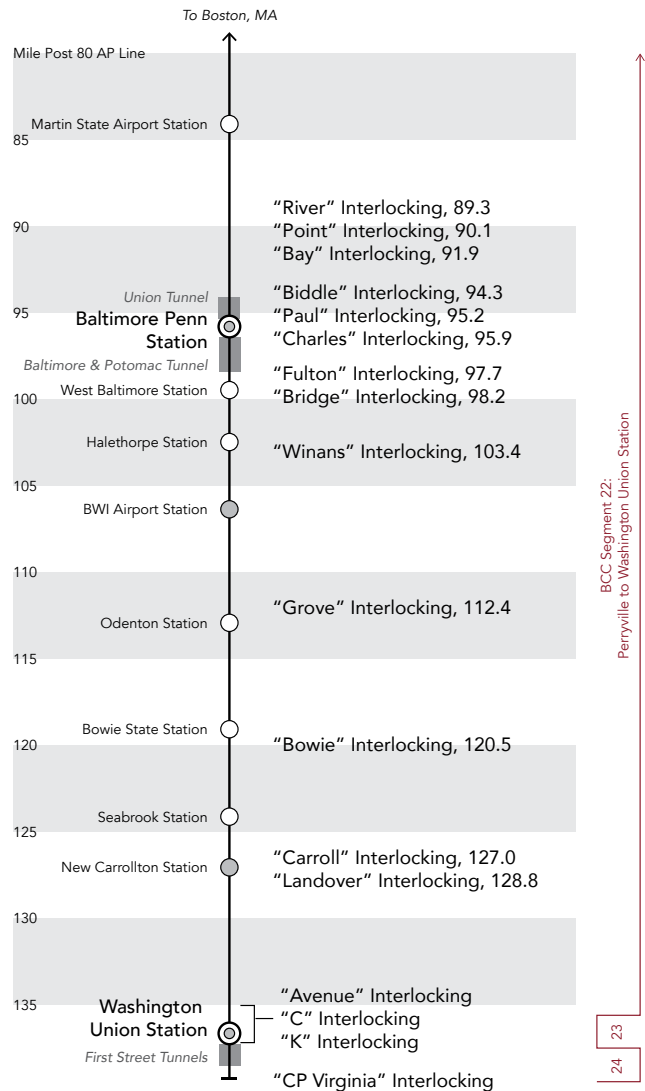 To Boston, MA
Mile Post 80 AP Line
Martin State Airport Station
85
“River” Interlocking, 89.3
90
“Point” Interlocking, 90.1
“Bay” Interlocking, 91.9
Union Tunnel
“Biddle” Interlocking, 94.3
95
Baltimore Penn
Station
“Paul” Interlocking, 95.2
“Charles” Interlocking, 95.9
Baltimore & Potomac Tunnel
“Fulton” Interlocking, 97.7
West Baltimore Station
“Bridge” Interlocking, 98.2
100
Halethorpe Station
“Winans” Interlocking, 103.4
105
BWI Airport Station
110
“Grove” Interlocking, 112.4
Odenton Station
115
Bowie State Station
“Bowie” Interlocking, 120.5
120
Seabrook Station
125
“Carroll” Interlocking, 127.0
New Carrollton Station
“Landover” Interlocking, 128.8
130
135
“Avenue” Interlocking
Washington
Union Station
“C” Interlocking
“K” Interlocking
First Street Tunnels
“CP Virginia” Interlocking
BCC Segment 22:
Perryville to Washington Union Station
23
24